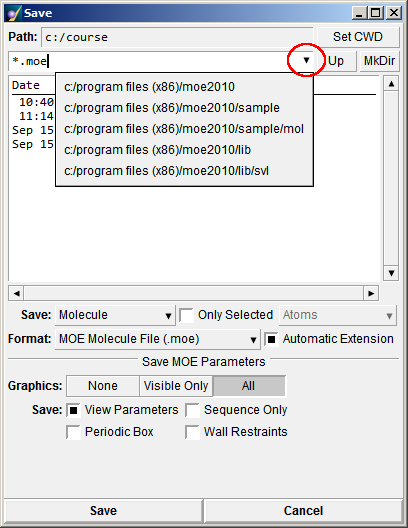 Save
Path: c:/course Set CWD
*.moe Up MkDir
Date
c:/program files (x86)/moe2010
10:40
c:/program files (x86)/moe2010/sample
11:14
c:/program files (x86)/moe2010/sample/mol
Sep 15
c:/program files (x86)/moe2010/lib
Sep 15
c:/program files (x86)/moe2010/lib/svl
Save: Molecule Only Selected Atoms
Format: MOE Molecule File (.moe) Automatic Extension
Save MOE Parameters
Graphics: None Visible Only All
Save: View Parameters Sequence Only
Periodic Box Wall Restraints
Save Cancel